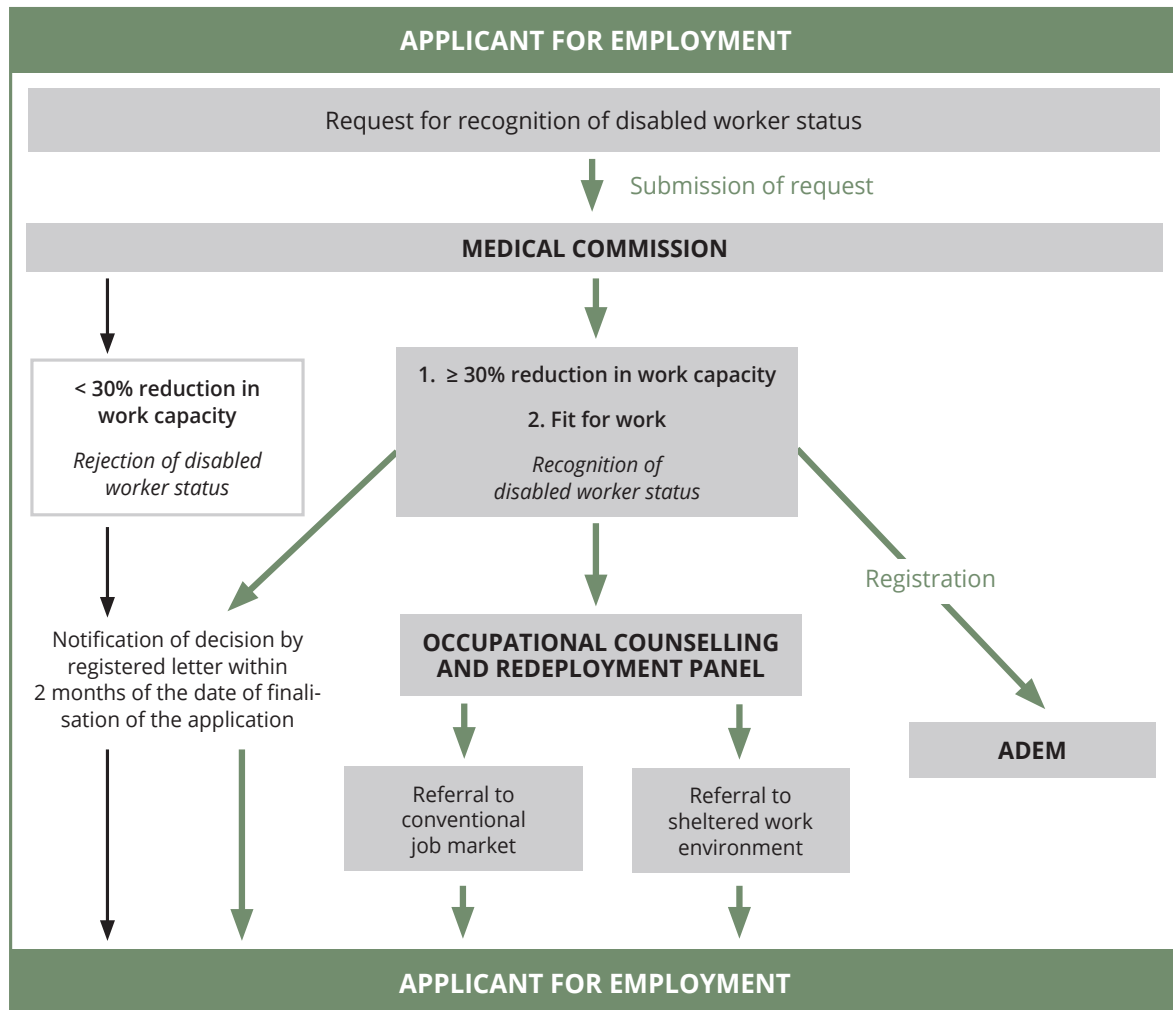 APPLICANT FOR EMPLOYMENT
Request for recognition of disabled worker status
Submission of request
MEDICAL COMMISSION
< 30% reduction in
work capacity
Rejection of disabled
worker status
1. ≥ 30% reduction in work capacity
2. Fit for work
Recognition of
disabled worker status
Registration
Notification of decision by
registered letter within
2 months of the date of finali-
sation of the application
OCCUPATIONAL COUNSELLING
AND REDEPLOYMENT PANEL
ADEM
Referral to
conventional
job market
Referral to
sheltered work
environment
APPLICANT FOR EMPLOYMENT